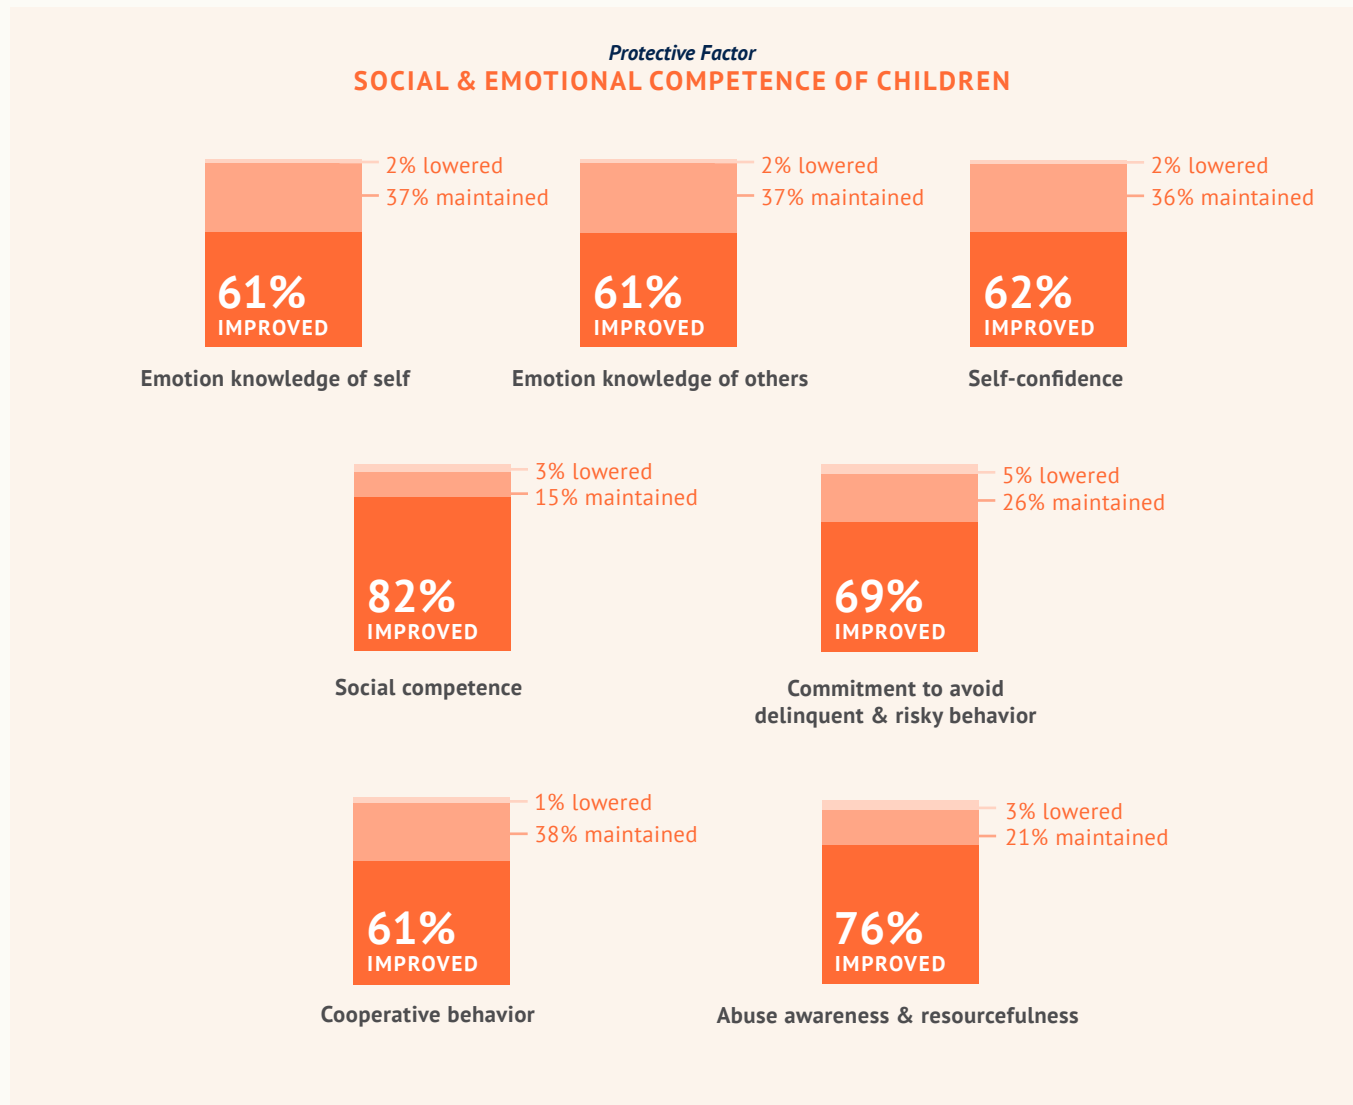 Protective Factor
SOCIAL & EMOTIONAL COMPETENCE OF CHILDREN
2% lowered
37% maintained
61%
IMPROVED
Emotion knowledge of self
2% lowered
37% maintained
61%
IMPROVED
Emotion knowledge of others
2% lowered
36% maintained
62%
IMPROVED
Self-confidence
3% lowered
15% maintained
82%
IMPROVED
Social competence
5% lowered
26% maintained
69%
IMPROVED
Commitment to avoid
delinquent & risky behavior
1% lowered
38% maintained
61%
IMPROVED
Cooperative behavior
3% lowered
21% maintained
76%
IMPROVED
Abuse awareness & resourcefulness